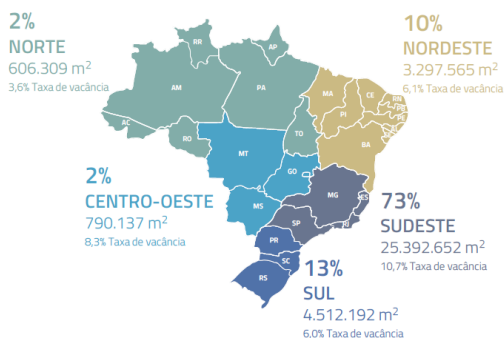 2%
NORTE
606.309 m²
3,6% Taxa de vacância
10%
NORDESTE
3.297.565 m²
6,1% Taxa de vacância
RR
AP
AM
PA
MA
CE
RN
PB
PE
PI
AC
TO
RO
BA
MT
GO
MS
MG
ES
SP
RJ
PR
SC
RS
2%
CENTRO-OESTE
790.137 m²
8,3% Taxa de vacância
73%
SUDESTE
25.392.652 m²
10,7% Taxa de vacância
13%
SUL
4.512.192 m²
6,0% Taxa de vacância